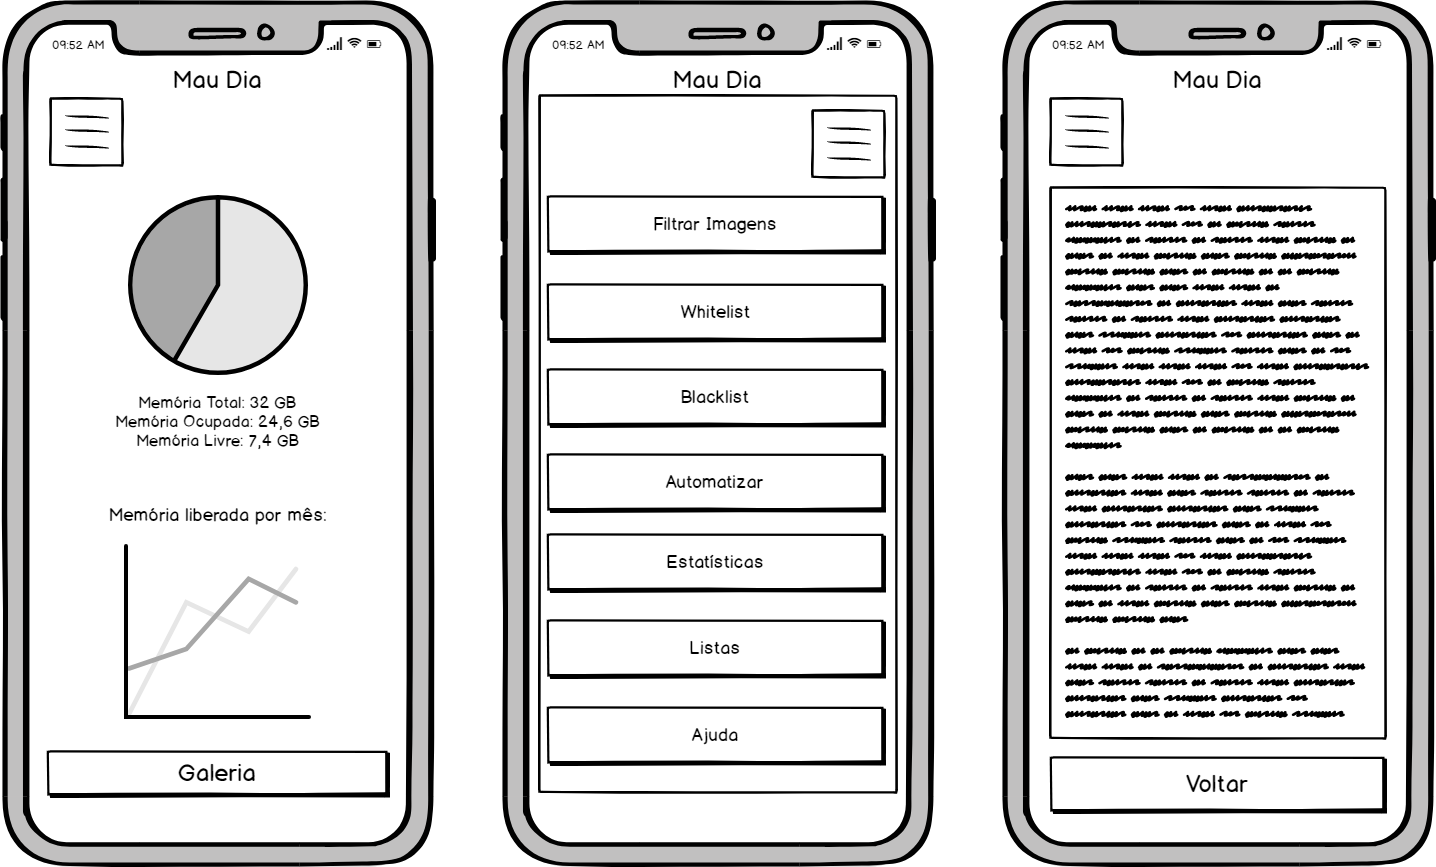 09:52 AM
Mau Dia
Memória Total: 32 GB
Memória Ocupada: 24,6 GB
Memória Livre: 7,4 GB
Memória liberada por mês:
Galeria
09:52 AM
Mau Dia
Filtrar Imagens
Whitelist
Blacklist
Automatizar
Estatísticas
Listas
Ajuda
09:52 AM
Mau Dia
Voltar